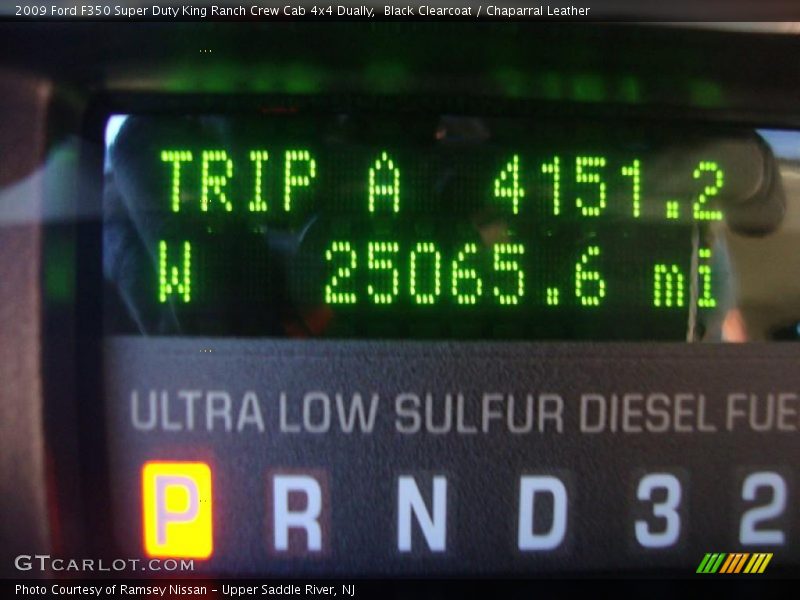 2009 Ford F350 Super Duty King Ranch Crew Cab 4x4 Dually,  Black Clearcoat / Chaparral Leather
TRIP A 4151.2
W 25065.6 mi
ULTRA LOW SULFUR DIESEL FUE
P R N D 3 2
GTCARLOT.COM
Photo Courtesy of Ramsey Nissan - Upper Saddle River, NJ